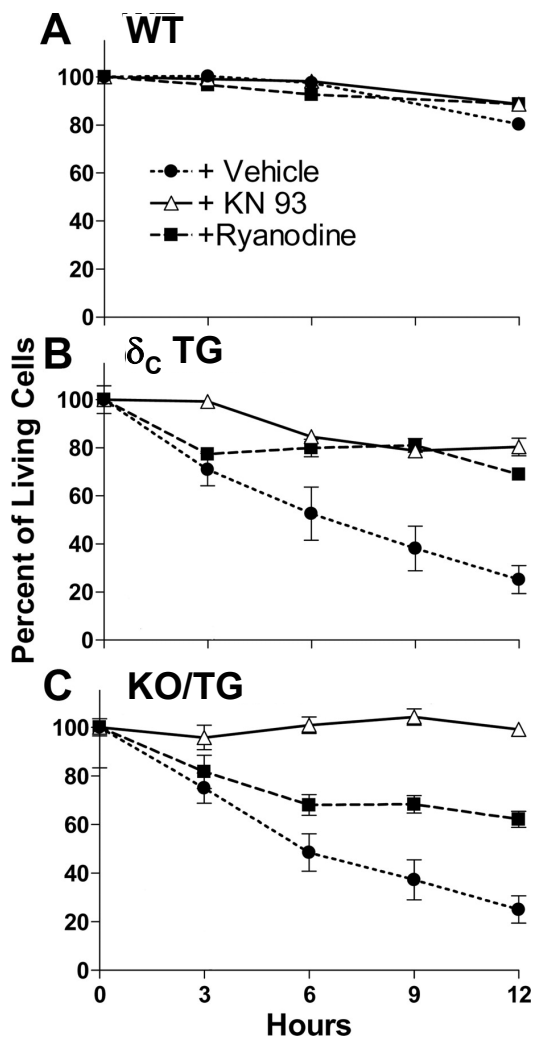 A WT
100
80
60
40
20
0
+ Vehicle
+ KN 93
+Ryanodine
B δC TG
100
80
60
40
20
0
Percent of Living Cells
C KO/TG
100
80
60
40
20
0
0 3 6 9 12
Hours